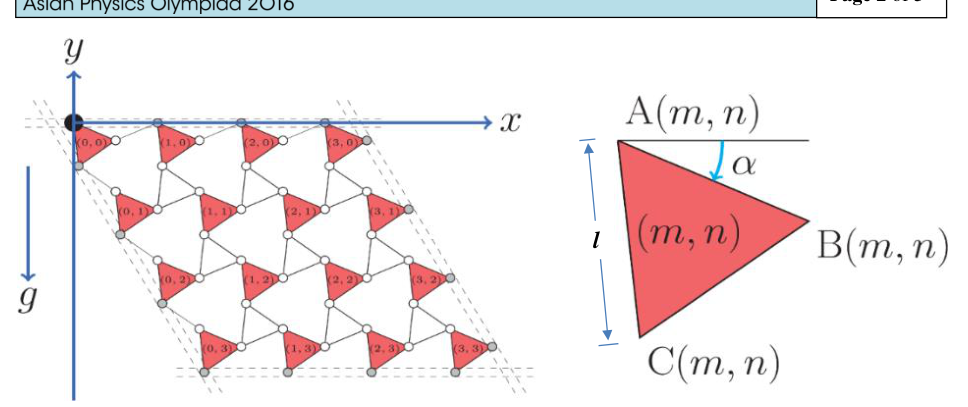 Asian Physics Olympiad 2016
y
x
g
(0, 0)
(1, 0)
(2, 0)
(3, 0)
(0, 1)
(1, 1)
(2, 1)
(3, 1)
(0, 2)
(1, 2)
(2, 2)
(3, 2)
(0, 3)
(1, 3)
(2, 3)
(3, 3)
A(m, n)
α
l
(m, n)
B(m, n)
C(m, n)